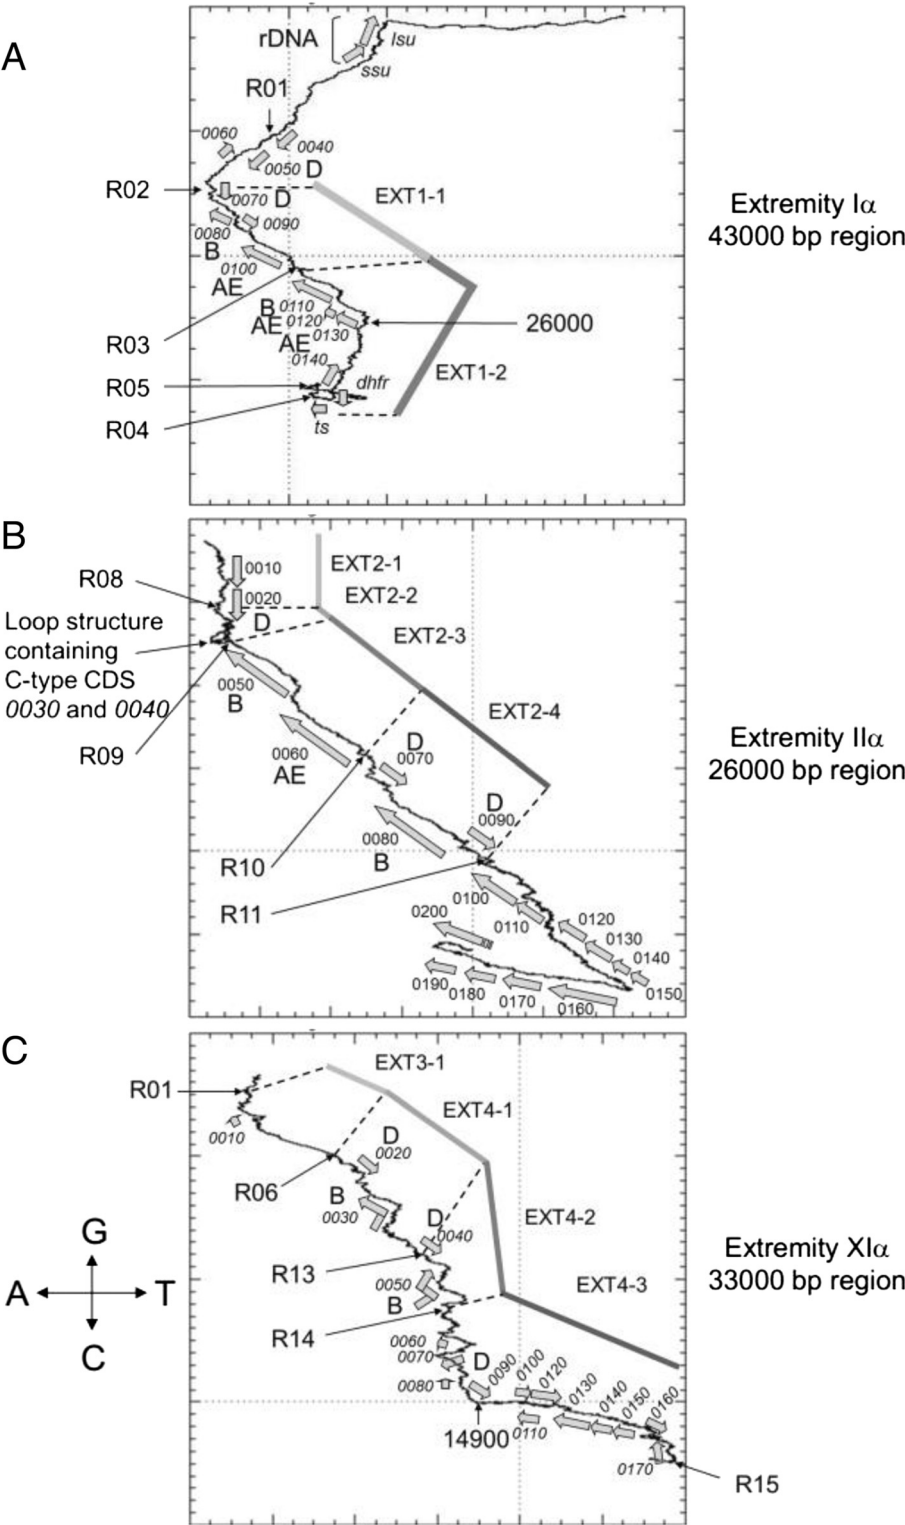 A
rDNA
lsu
ssu
R01
0060
0040
0050
D
R02
0070
D
EXT1-1
0080
0090
B
0100
AE
B
0110
AE
0120
0130
AE
R03
26000
0140
R05
dhfr
EXT1-2
R04
ts
Extremity Iα
43000 bp region
B
EXT2-1
0010
R08
0020
EXT2-2
D
Loop structure
containing
C-type CDS
0030 and 0040
EXT2-3
0050
B
EXT2-4
R09
0060
AE
D
0070
D
0090
0080
B
R10
R11
0100
0110
0120
0130
0140
0150
0200
0190
0180
0170
0160
Extremity IIα
26000 bp region
C
EXT3-1
R01
EXT4-1
0010
D
0020
R06
B
0030
D
0040
EXT4-2
R13
0050
B
EXT4-3
R14
0060
0070
D
0080
0090
0100
0120
0130
0140
0150
0160
14900
0110
0170
R15
G
A
T
C
Extremity XIα
33000 bp region